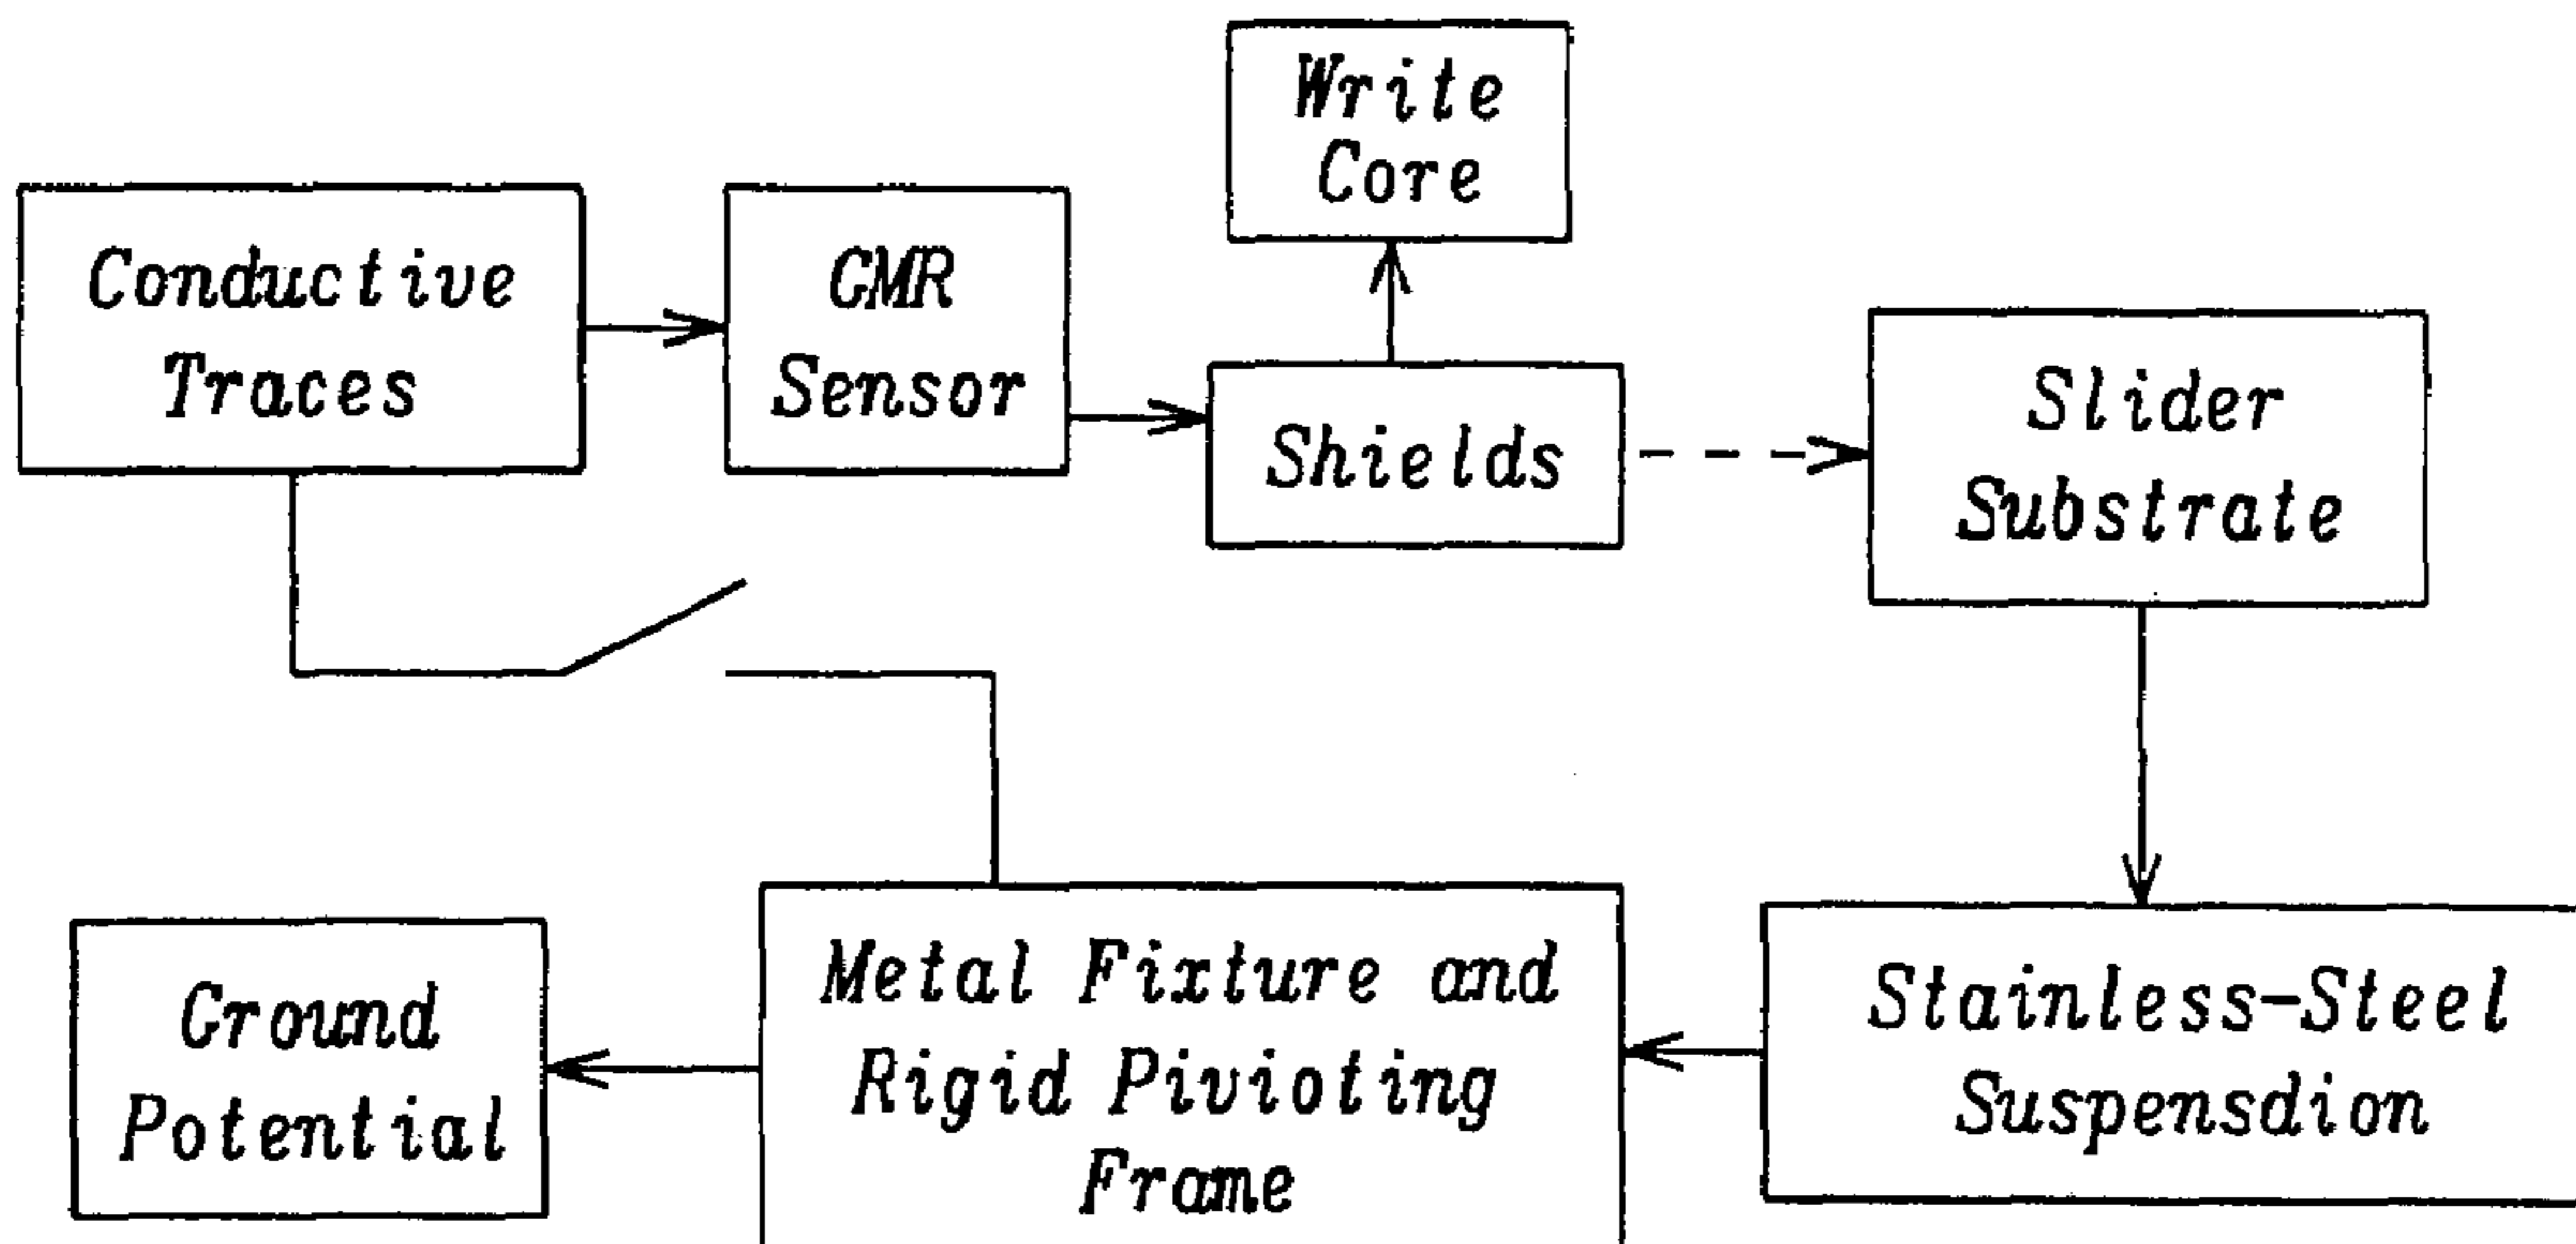 Write
Core
Conductive
Traces
GMR
Sensor
Shields
Slider
Substrate
Ground
Potential
Metal Fixture and
Rigid Pivioting
Frame
Stainless-Steel
Suspensdion